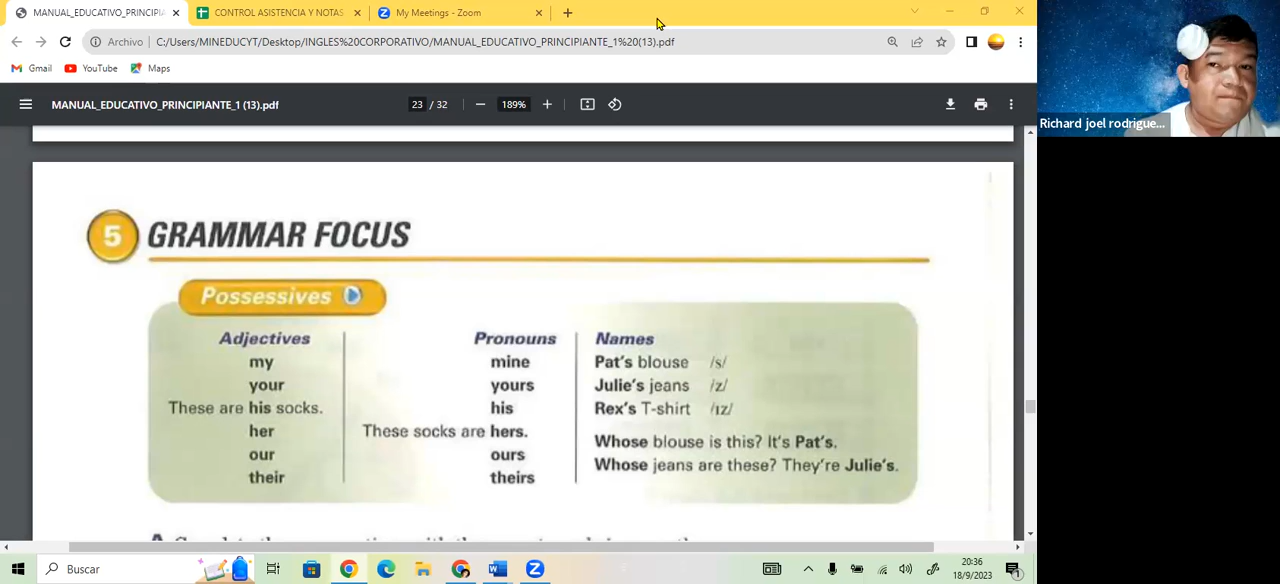 MANUAL_EDUCATIVO_PRINCIPI
CONTROL ASISTENCIA Y NOTAS
My Meetings - Zoom
Archivo
C:/Users/MINEDUCYT/Desktop/INGLES%20CORPORATIVO/MANUAL_EDUCATIVO_PRINCIPIANTE_1%20(13).pdf
Gmail
YouTube
Maps
MANUAL_EDUCATIVO_PRINCIPIANTE_1 (13).pdf
23 / 32
189%
Richard joel rodrigue...
5 GRAMMAR FOCUS
Possessives
Adjectives
my
your
These are his socks.
her
our
their
Pronouns
mine
yours
his
These socks are hers.
ours
theirs
Names
Pat's blouse /s/
Julie's jeans /z/
Rex's T-shirt /ɪz/
Whose blouse is this? It's Pat's.
Whose jeans are these? They're Julie's.
Buscar
20:36
18/9/2023
1